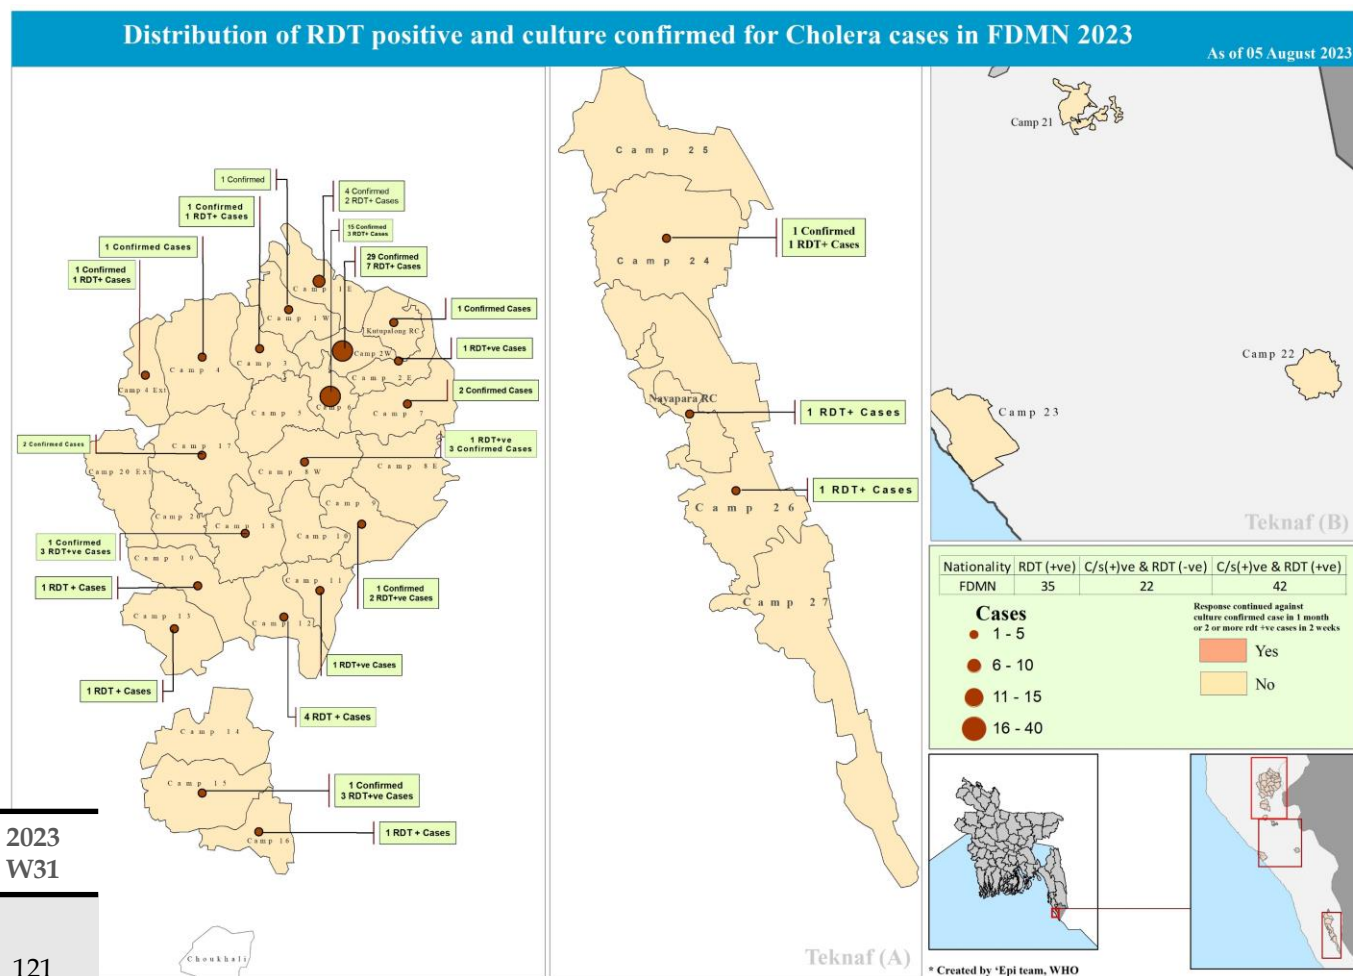 Distribution of RDT positive and culture confirmed for Cholera cases in FDMN 2023
As of 05 August 2023
1 Confirmed
4 Confirmed
2 RDT+ Cases
1 Confirmed
1 RDT+ Cases
15 Confirmed
3 RDT+ Cases
1 Confirmed Cases
29 Confirmed
7 RDT+ Cases
1 Confirmed
1 RDT+ Cases
1 Confirmed Cases
1 RDT+ve Cases
2 Confirmed Cases
2 Confirmed Cases
1 RDT+ve
3 Confirmed Cases
1 Confirmed
3 RDT+ve Cases
1 RDT + Cases
1 Confirmed
2 RDT+ve Cases
1 RDT+ve Cases
1 RDT + Cases
4 RDT + Cases
1 Confirmed
3 RDT+ve Cases
1 RDT + Cases
Camp 1E
Camp 1W
Kutupalong RC
Camp 2W
Camp 2E
Camp 3
Camp 4
Camp 4 Ext
Camp 5
Camp 6
Camp 7
Camp 17
Camp 8W
Camp 8E
Camp 20 Ext
Camp 9
Camp 20
Camp 18
Camp 10
Camp 19
Camp 11
Camp 13
Camp 12
Camp 14
Camp 15
Camp 16
Choukhali
2023
W31
121
Camp 25
Camp 24
1 Confirmed
1 RDT+ Cases
Nayapara RC
1 RDT+ Cases
1 RDT+ Cases
Camp 26
Camp 27
Teknaf (A)
Camp 21
Camp 22
Camp 23
Teknaf (B)
Nationality RDT (+ve) C/s(+)ve & RDT (-ve) C/s(+)ve & RDT (+ve)
FDMN 35 22 42
Cases
1 - 5
6 - 10
11 - 15
16 - 40
Response continued against
culture confirmed case in 1 month
or 2 or more rdt +ve cases in 2 weeks
Yes
No
* Created by 'Epi team, WHO